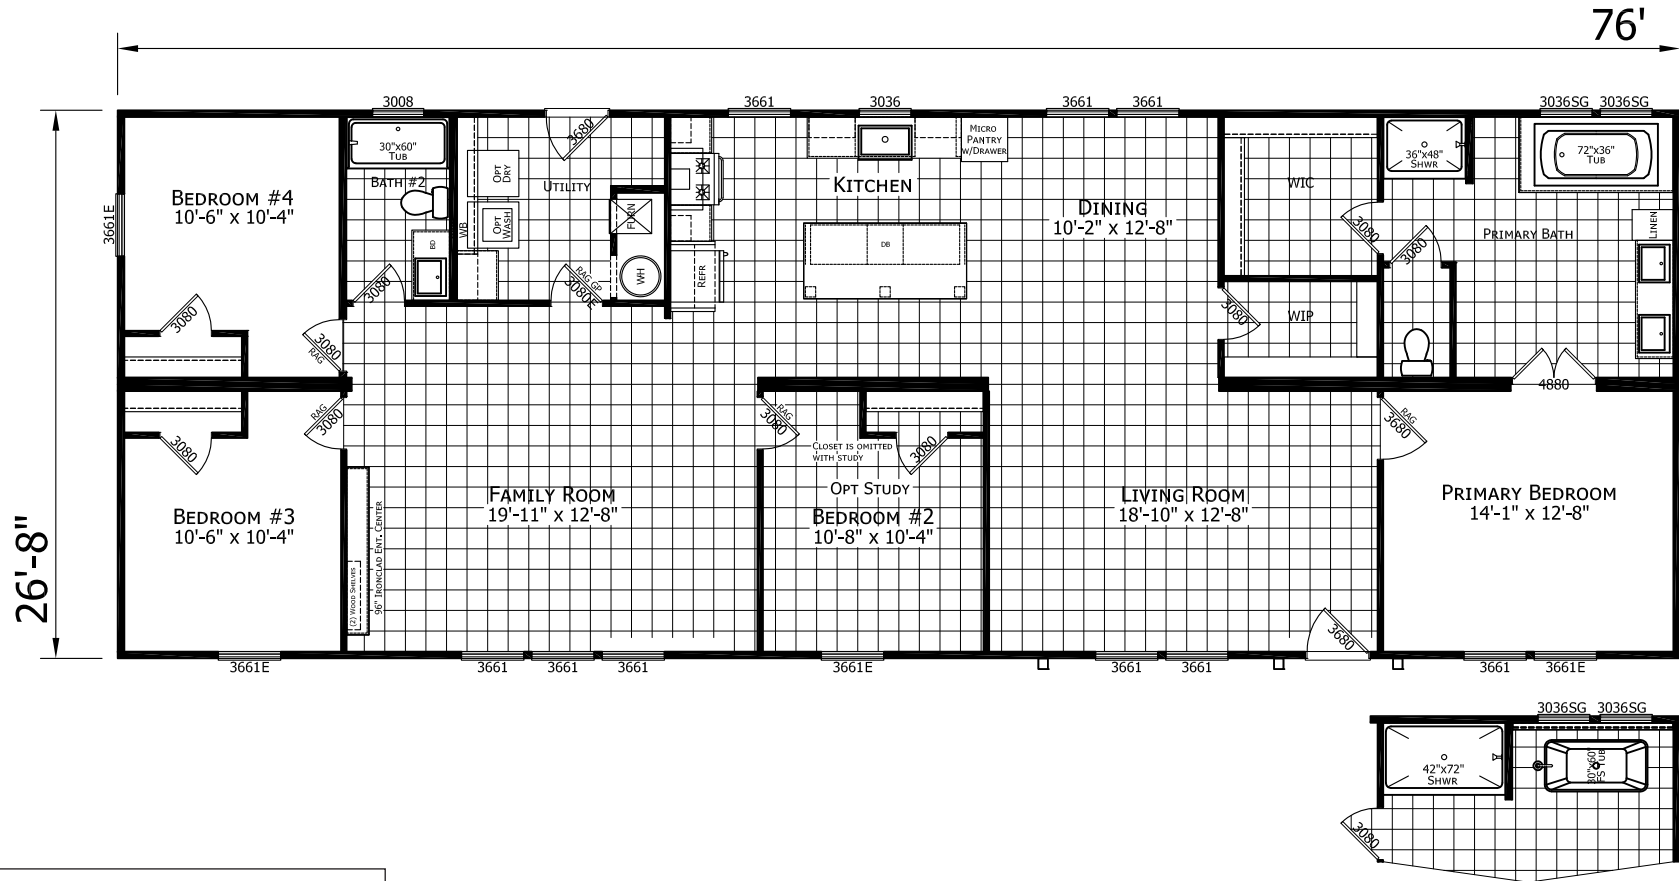 76'
26'-8"
3008
3661
3036
3661
3661
3036SG
3036SG
3680
30"x60"
TUB
BATH #2
BD
3080
BEDROOM #4
10'-6" x 10'-4"
3661E
3080
3080
RAG
OPT
DRY
OPT
WASH
WB
UTILITY
FURN
WH
RAG GP
3080E
REFR
KITCHEN
MICRO
PANTRY
W/DRAWER
DB
DINING
10'-2" x 12'-8"
WIC
3080
WIP
3080
36"x48"
SHWR
72"x36"
TUB
PRIMARY BATH
LINEN
3080
4880
RAG
3080
3080
BEDROOM #3
10'-6" x 10'-4"
3661E
(2) WOOD SHELVES
96" IRONCLAD ENT. CENTER
FAMILY ROOM
19'-11" x 12'-8"
3661
3661
3661
RAG
3080
CLOSET IS OMITTED
WITH STUDY
3080
OPT STUDY
BEDROOM #2
10'-8" x 10'-4"
3661E
LIVING ROOM
18'-10" x 12'-8"
3661
3661
3680
RAG
3680
PRIMARY BEDROOM
14'-1" x 12'-8"
3661
3661E
3036SG
3036SG
42"x72"
SHWR
30"x60"
FS TUB
3080